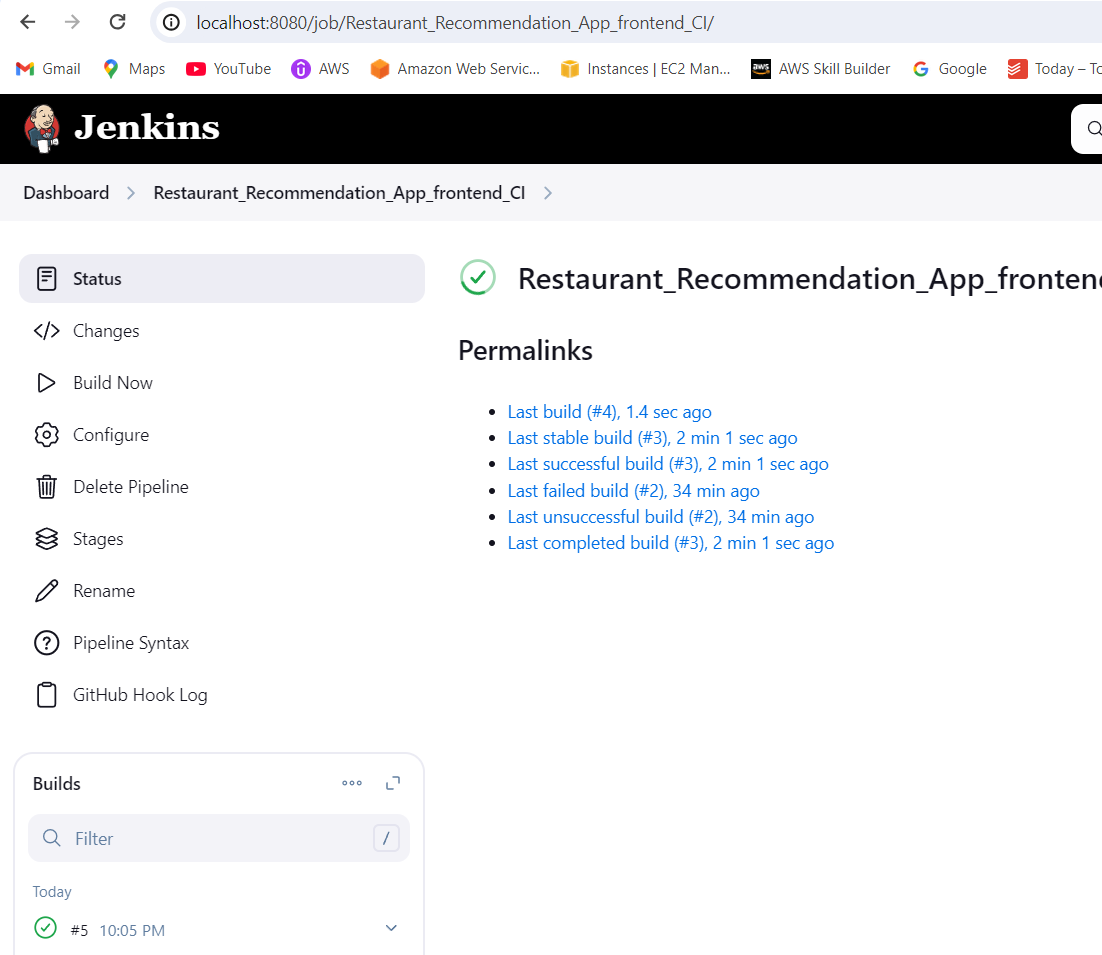 localhost:8080/job/Restaurant_Recommendation_App_frontend_CI/
Gmail Maps YouTube AWS Amazon Web Servic... Instances | EC2 Man... aws AWS Skill Builder Google Today – To
Jenkins
Dashboard Restaurant_Recommendation_App_frontend_CI
Status
Changes
Build Now
Configure
Delete Pipeline
Stages
Rename
Pipeline Syntax
GitHub Hook Log
Restaurant_Recommendation_App_frontend
Permalinks
Last build (#4), 1.4 sec ago
Last stable build (#3), 2 min 1 sec ago
Last successful build (#3), 2 min 1 sec ago
Last failed build (#2), 34 min ago
Last unsuccessful build (#2), 34 min ago
Last completed build (#3), 2 min 1 sec ago
Builds
Filter /
Today
#5 10:05 PM